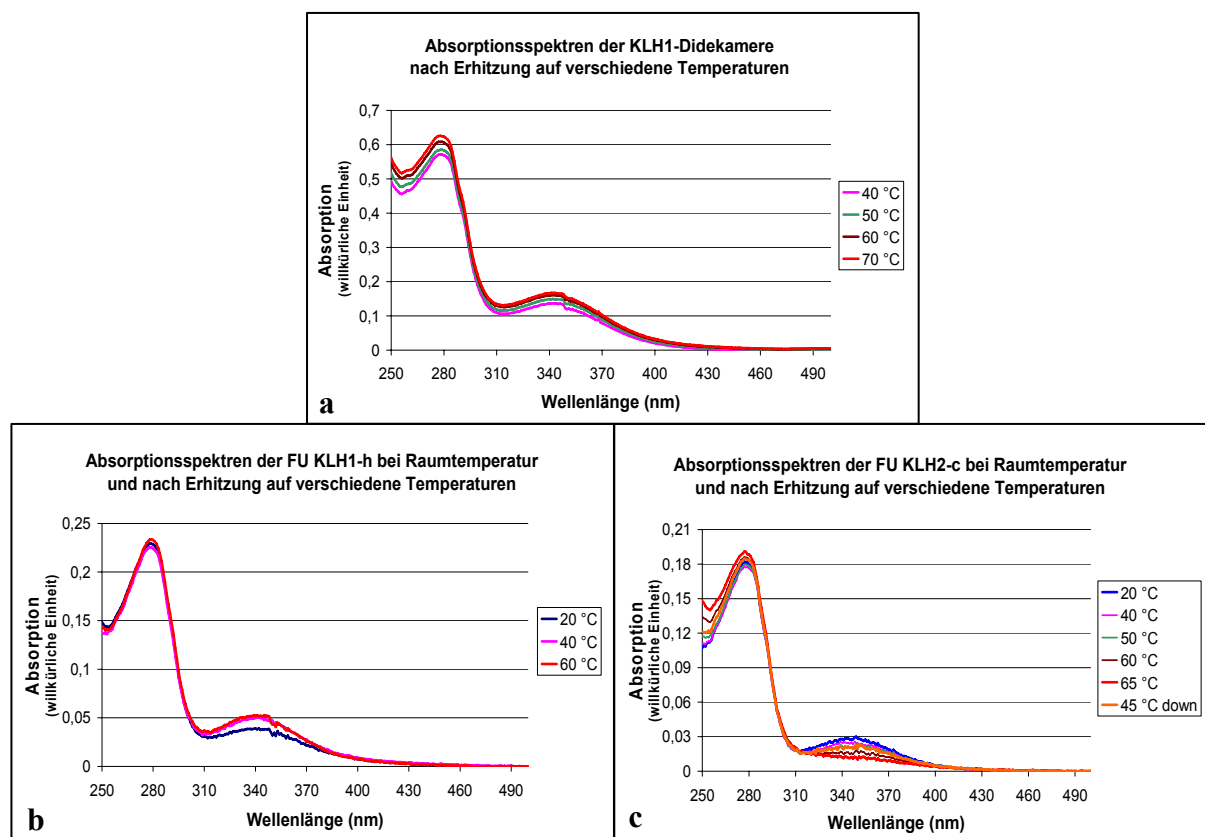 Absorptionsspektren der KLH1-Didekamere
nach Erhitzung auf verschiedene Temperaturen
Absorption
(willkürliche Einheit)
0,7
0,6
0,5
0,4
0,3
0,2
0,1
0
250 280 310 340 370 400 430 460 490
Wellenlänge (nm)
40 °C
50 °C
60 °C
70 °C
a
Absorptionsspektren der FU KLH1-h bei Raumtemperatur
und nach Erhitzung auf verschiedene Temperaturen
Absorption
(willkürliche Einheit)
0,25
0,2
0,15
0,1
0,05
0
250 280 310 340 370 400 430 460 490
Wellenlänge (nm)
20 °C
40 °C
60 °C
b
Absorptionsspektren der FU KLH2-c bei Raumtemperatur
und nach Erhitzung auf verschiedene Temperaturen
Absorption
(willkürliche Einheit)
0,21
0,18
0,15
0,12
0,09
0,06
0,03
0
250 280 310 340 370 400 430 460 490
Wellenlänge (nm)
20 °C
40 °C
50 °C
60 °C
65 °C
45 °C down
c